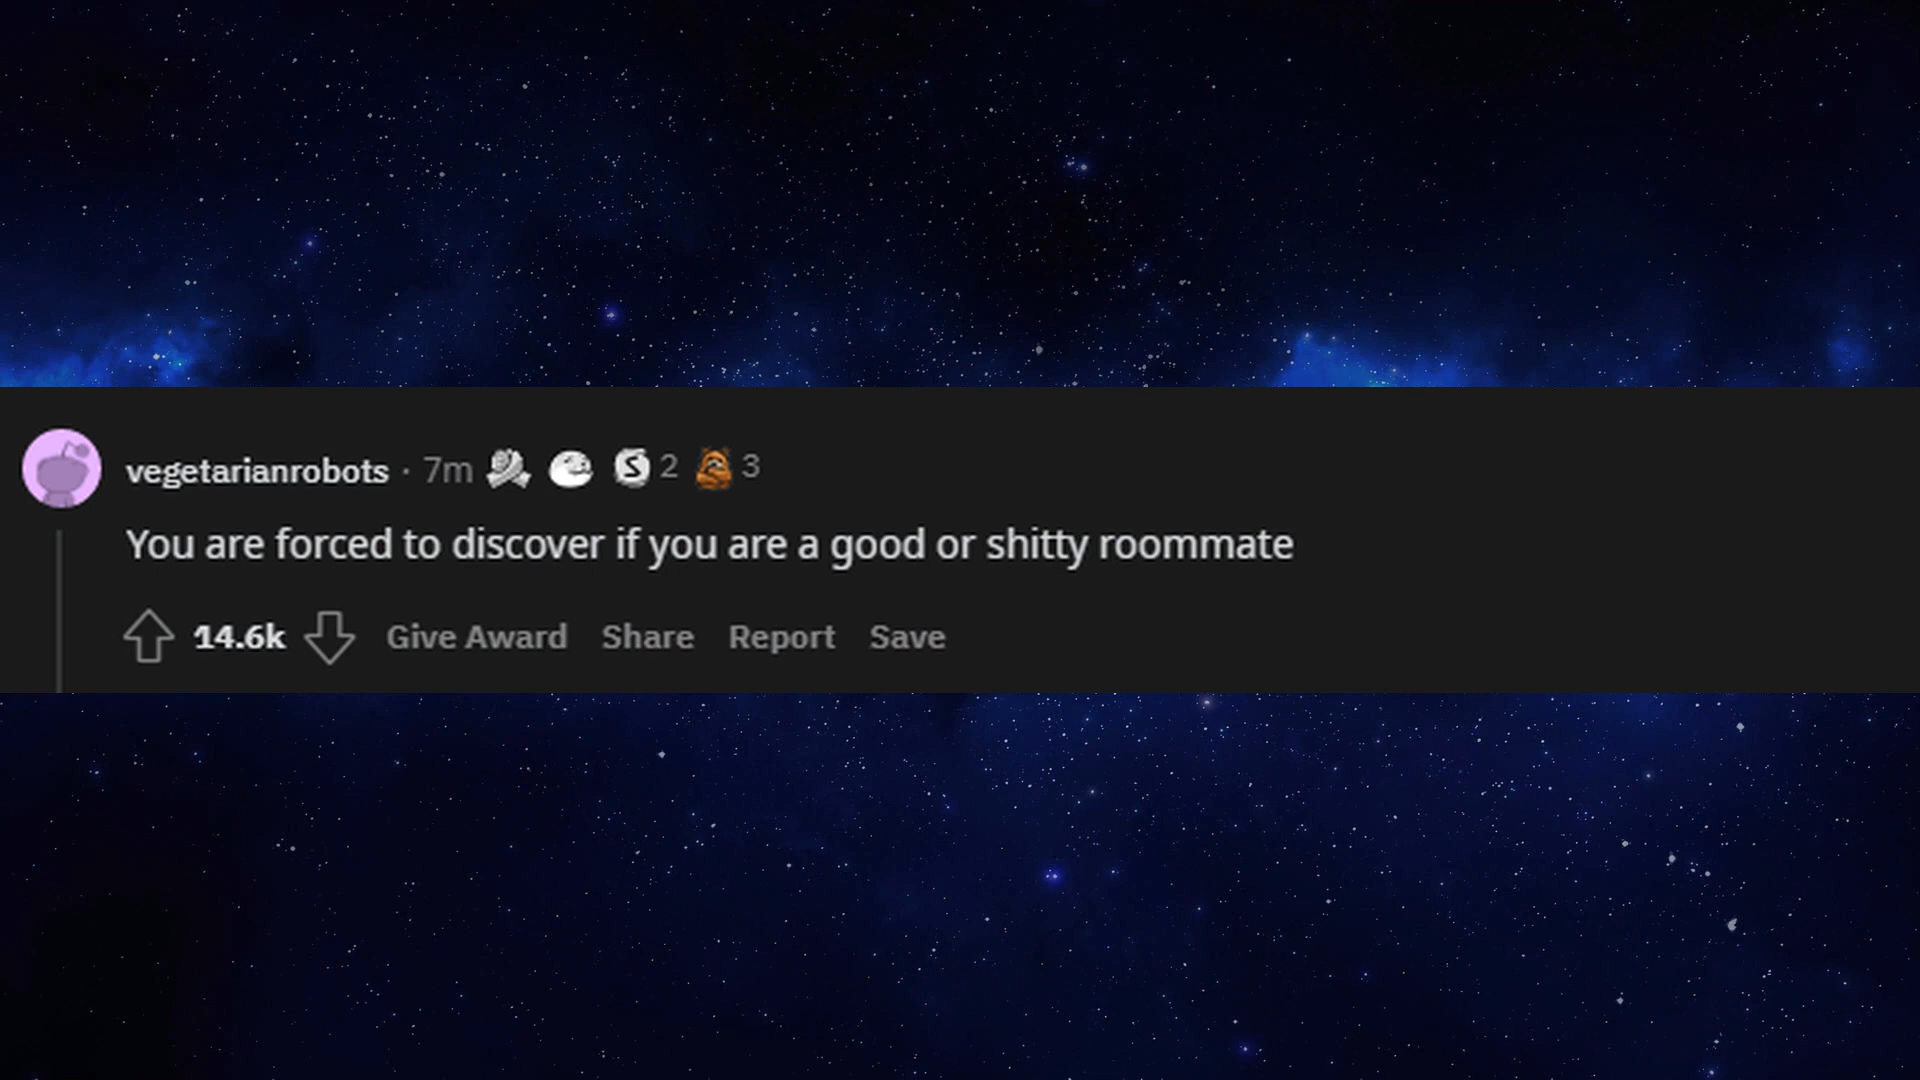 vegetarianrobots · 7m 2 3
You are forced to discover if you are a good or shitty roommate
14.6k Give Award Share Report Save